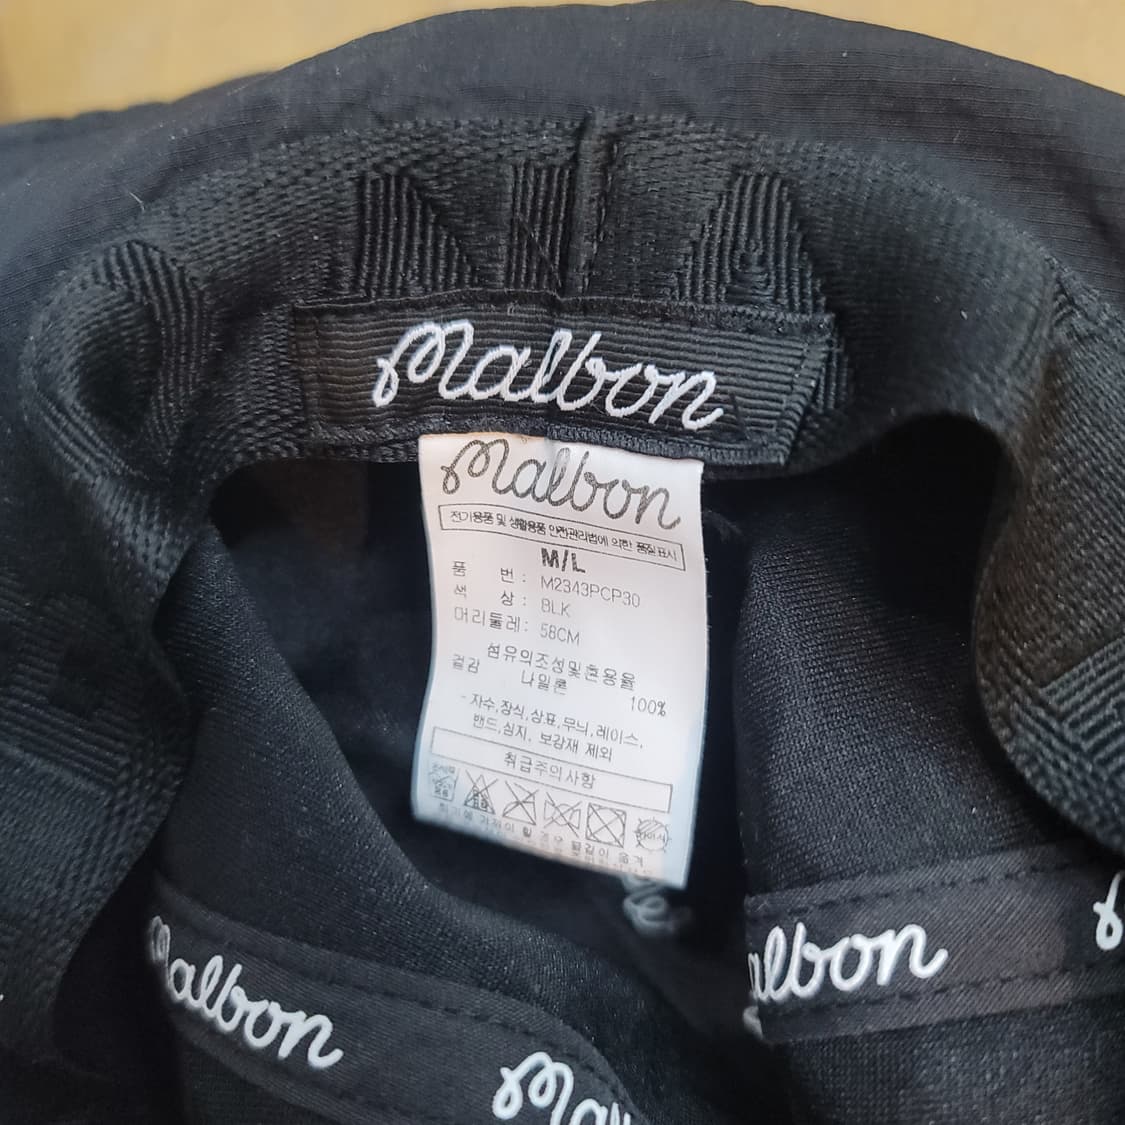 Malbon
Malbon
전기용품 및 생활용품 안전관리법에 의한 품질표시
M/L
품 번 : M2343PCP30
색 상 : BLK
머리둘레: 58CM
섬유의조성및혼용율
겉감 나일론 100%
- 자수,장식,상표,무늬,레이스,
밴드,심지, 보강재 제외
취급주의사항
albon
Malbon
Mal